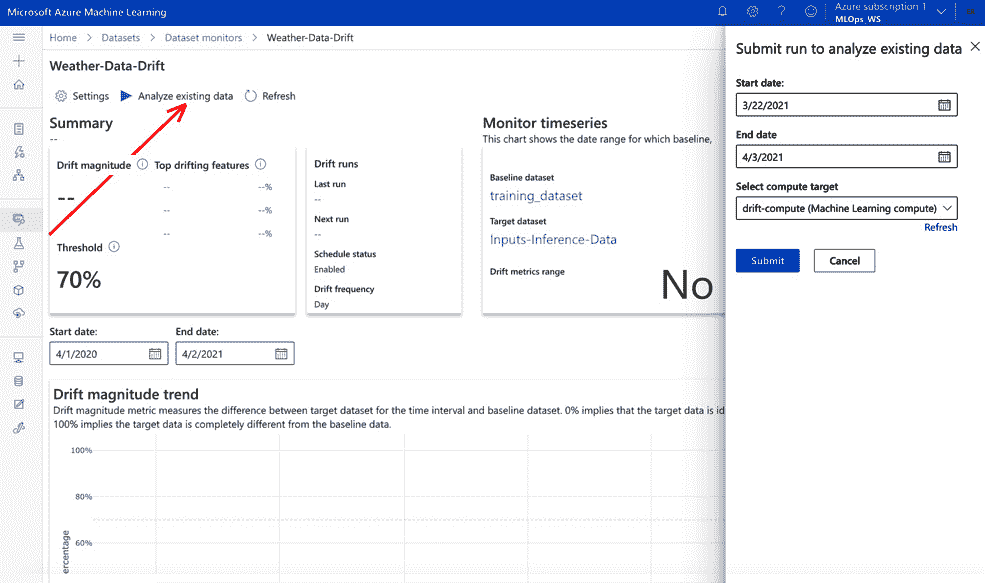 Microsoft Azure Machine Learning
Azure subscription 1
MLOps_WS
Home > Datasets > Dataset monitors > Weather-Data-Drift
Weather-Data-Drift
Settings Analyze existing data Refresh
Summary
--
Drift magnitude Top drifting features
--
-- --%
-- --%
-- --%
Threshold
70%
Drift runs
Last run
--
Next run
--
Schedule status
Enabled
Drift frequency
Day
Monitor timeseries
This chart shows the date range for which baseline,
Baseline dataset
training_dataset
Target dataset
Inputs-Inference-Data
Drift metrics range
No
Start date: End date:
4/1/2020 4/2/2021
Drift magnitude trend
Drift magnitude metric measures the difference between target dataset for the time interval and baseline dataset. 0% implies that the target data is id
100% implies the target data is completely different from the baseline data.
100%
80%
60%
ercentage
Submit run to analyze existing data
Start date:
3/22/2021
End date
4/3/2021
Select compute target
drift-compute (Machine Learning compute)
Refresh
Submit Cancel